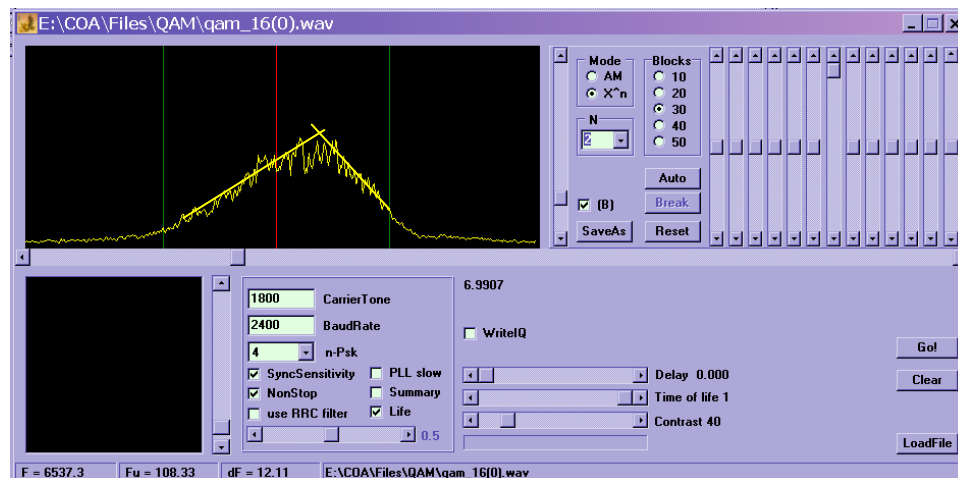 E:\COA\Files\QAM\qam_16(0).wav
Mode
AM
X^n
N
2
(B)
SaveAs
Blocks
10
20
30
40
50
Auto
Break
Reset
1800 CarrierTone
2400 BaudRate
4 n-Psk
SyncSensitivity PLL slow
NonStop Summary
use RRC filter Life
0.5
6.9907
WriteIQ
Delay 0.000
Time of life 1
Contrast 40
Go!
Clear
LoadFile
F = 6537.3 Fu = 108.33 dF = 12.11 E:\COA\Files\QAM\qam_16(0).wav